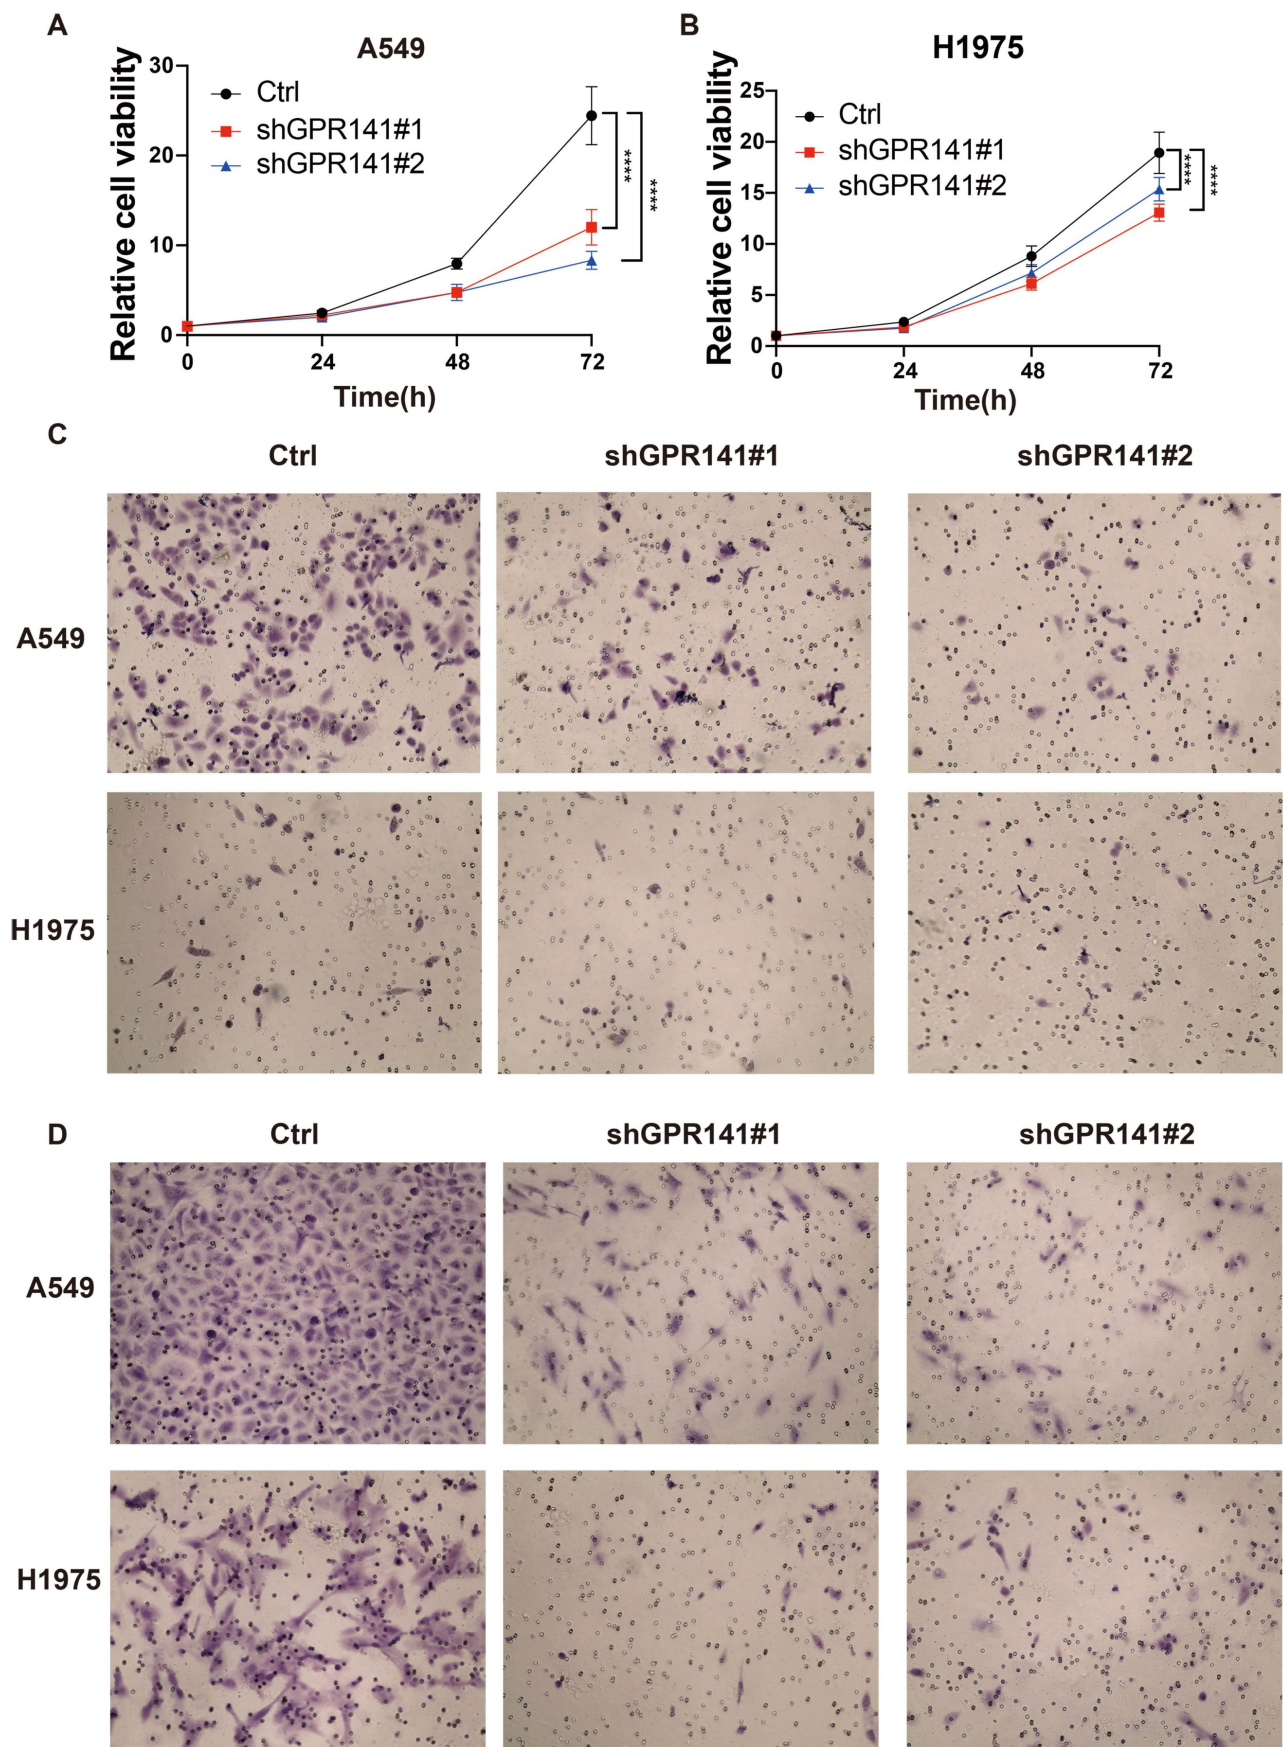 A
A549
Relative cell viability
30
20
10
0
Ctrl
shGPR141#1
shGPR141#2
****
****
0 24 48 72
Time(h)
B
H1975
Relative cell viability
25
20
15
10
5
0
Ctrl
shGPR141#1
shGPR141#2
****
****
0 24 48 72
Time(h)
C
Ctrl shGPR141#1 shGPR141#2
A549
H1975
D
Ctrl shGPR141#1 shGPR141#2
A549
H1975